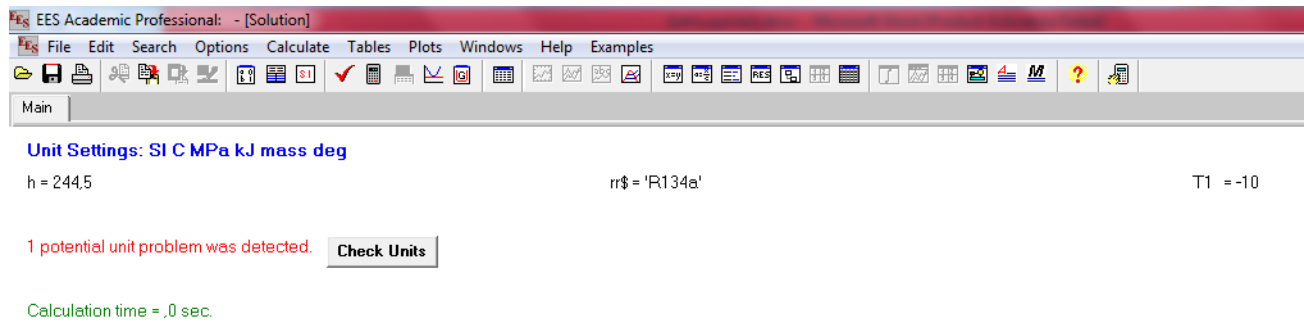 EES Academic Professional: - [Solution]
File Edit Search Options Calculate Tables Plots Windows Help Examples
Main
Unit Settings: SI C MPa kJ mass deg
h = 244,5 rr$ = 'R134a' T1 = -10
1 potential unit problem was detected. Check Units
Calculation time = ,0 sec.